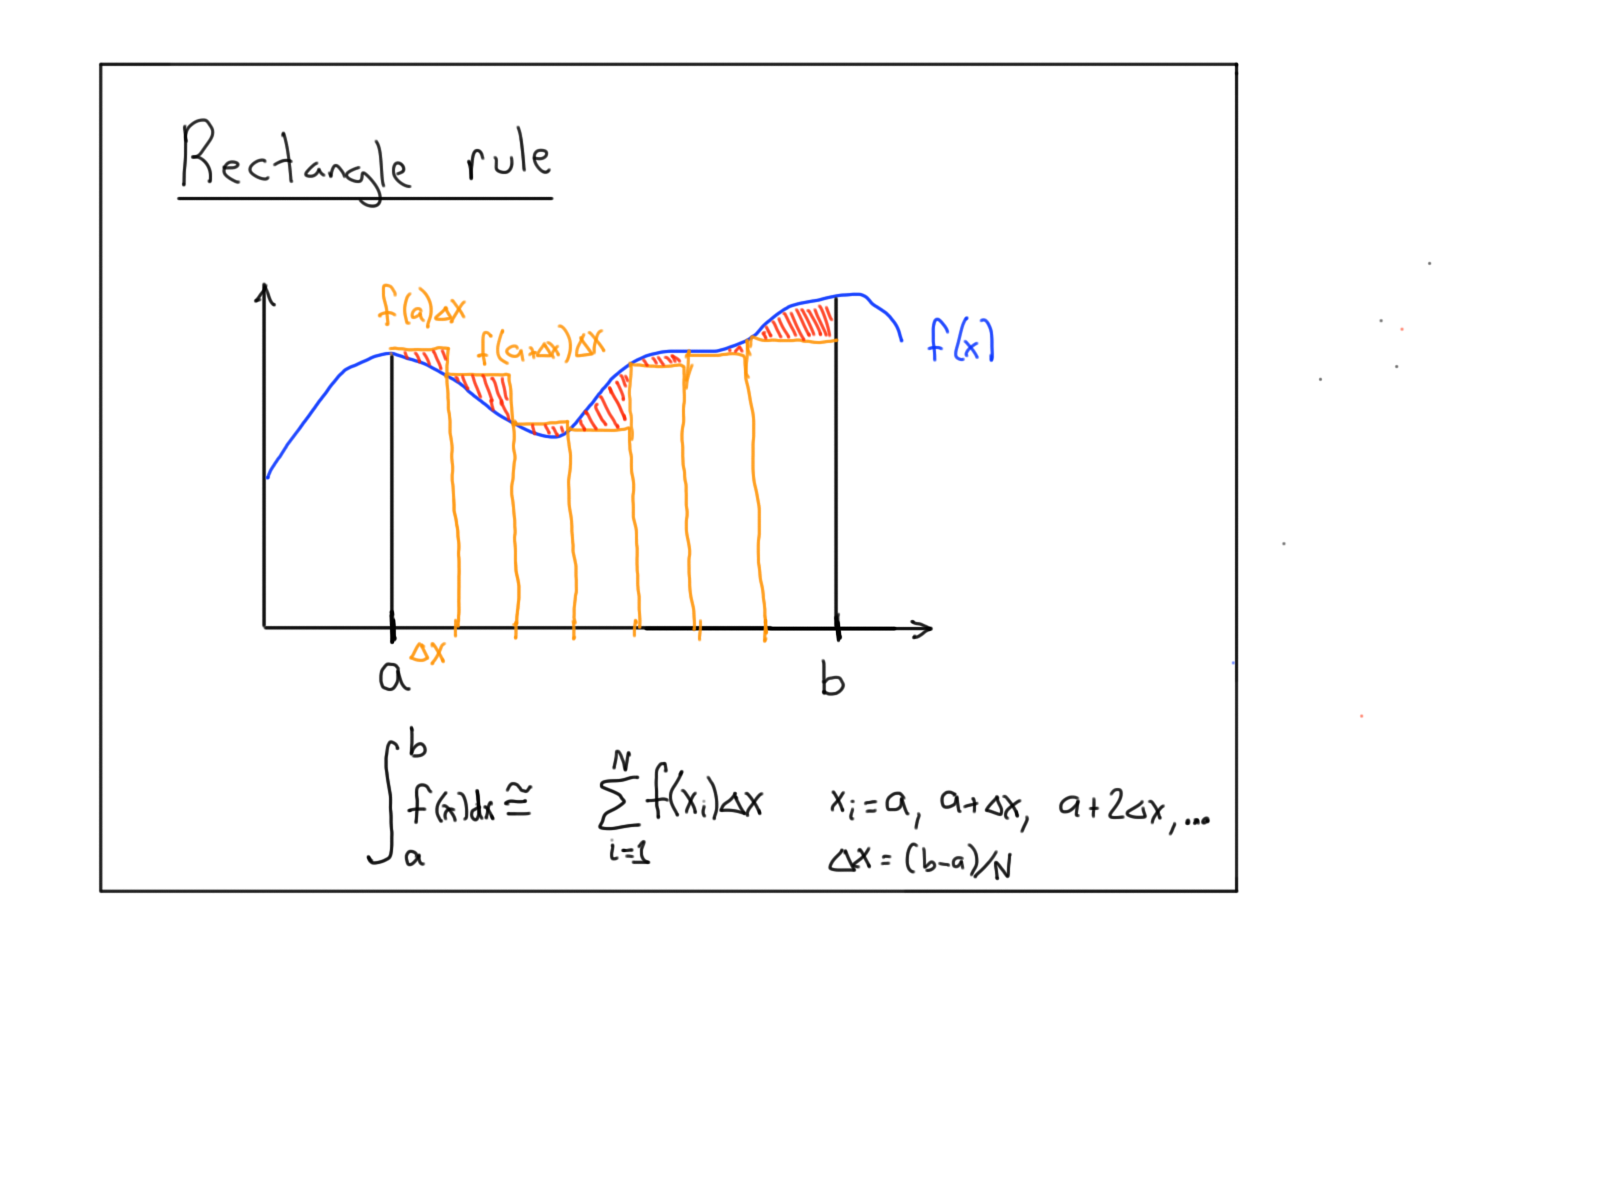 Rectangle rule
f(a)Δx
f(a+Δx)Δx
f(x)
Δx
a
b
∫_a^b f(x)dx ≅ ∑_{i=1}^N f(x_i)Δx
x_i = a, a+Δx, a+2Δx, ...
Δx = (b-a)/N